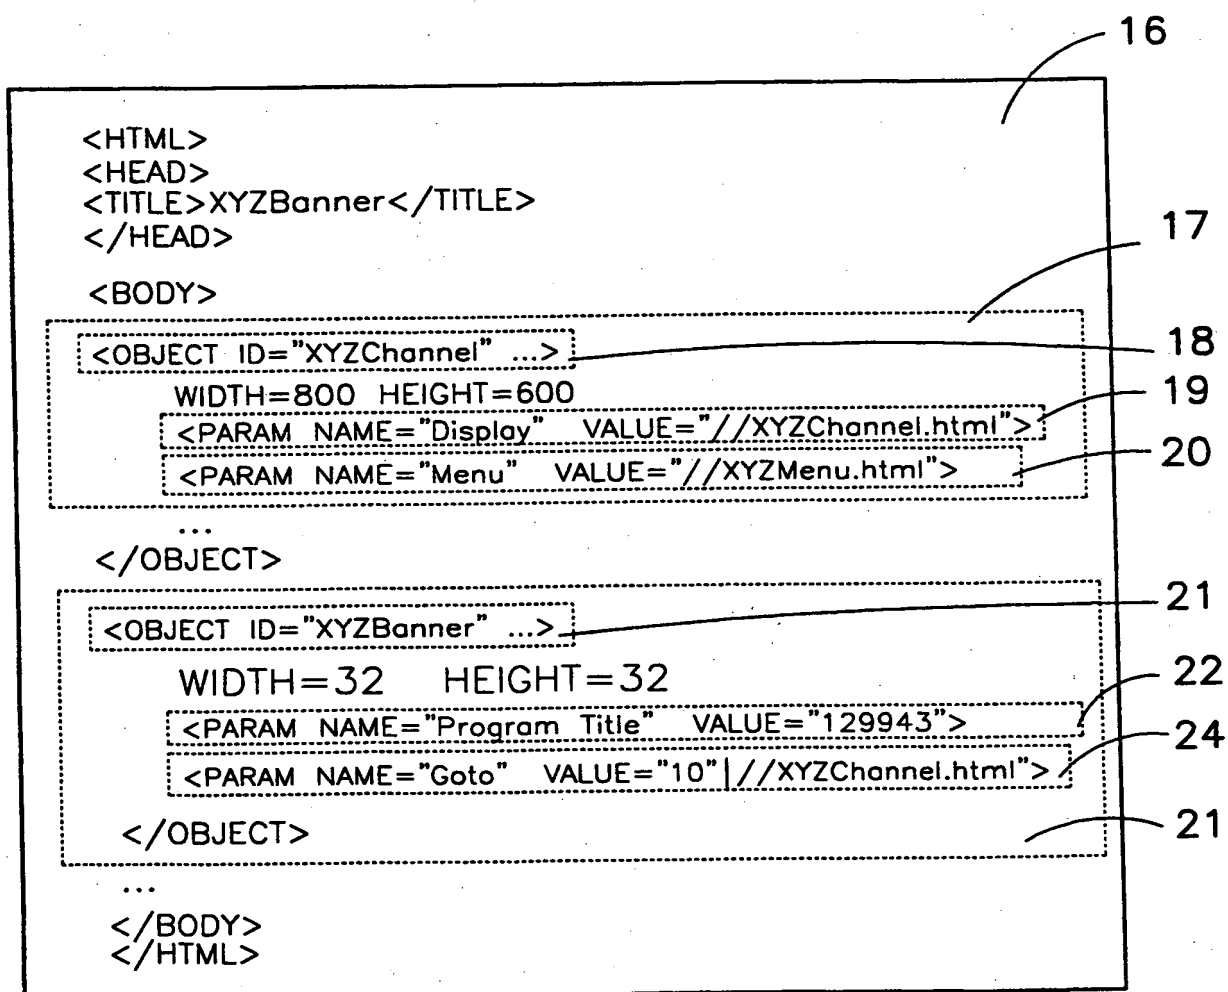 16
<HTML>
<HEAD>
<TITLE>XYZBanner</TITLE>
</HEAD>
17
<BODY>
<OBJECT ID="XYZChannel" ...> 18
WIDTH=800 HEIGHT=600
<PARAM NAME="Display" VALUE="//XYZChannel.html"> 19
<PARAM NAME="Menu" VALUE="//XYZMenu.html"> 20
...
</OBJECT>
<OBJECT ID="XYZBanner" ...> 21
WIDTH=32 HEIGHT=32
<PARAM NAME="Program Title" VALUE="129943"> 22
<PARAM NAME="Goto" VALUE="10"|//XYZChannel.html"> 24
</OBJECT> 21
...
</BODY>
</HTML>